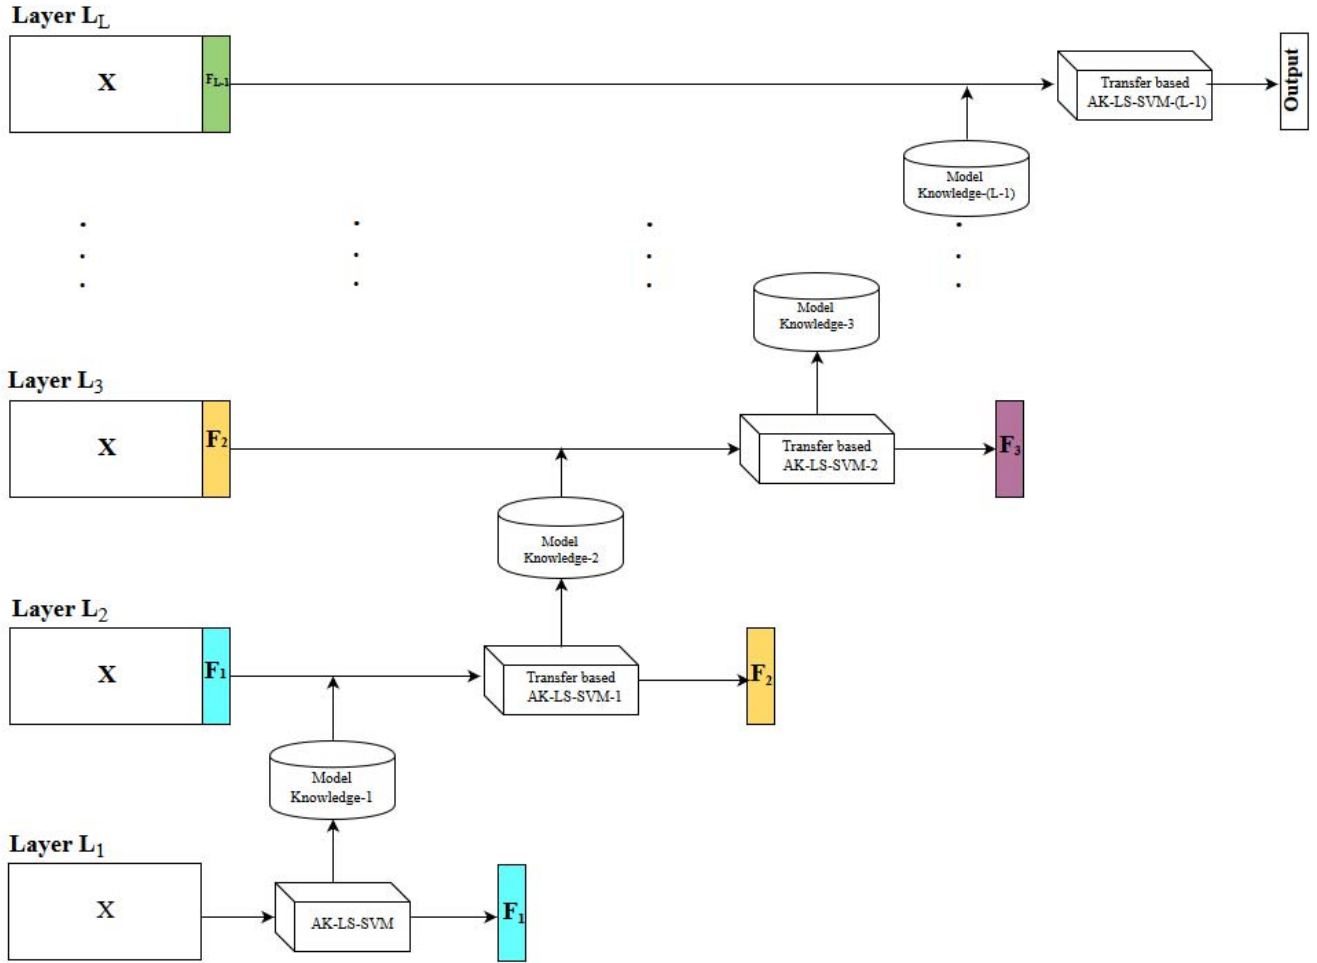 Layer L_L
X
F_{L-1}
Transfer based
AK-LS-SVM-(L-1)
Output
Model
Knowledge-(L-1)
Model
Knowledge-3
Layer L_3
X
F_2
Transfer based
AK-LS-SVM-2
F_3
Model
Knowledge-2
Layer L_2
X
F_1
Transfer based
AK-LS-SVM-1
F_2
Model
Knowledge-1
Layer L_1
X
AK-LS-SVM
F_1